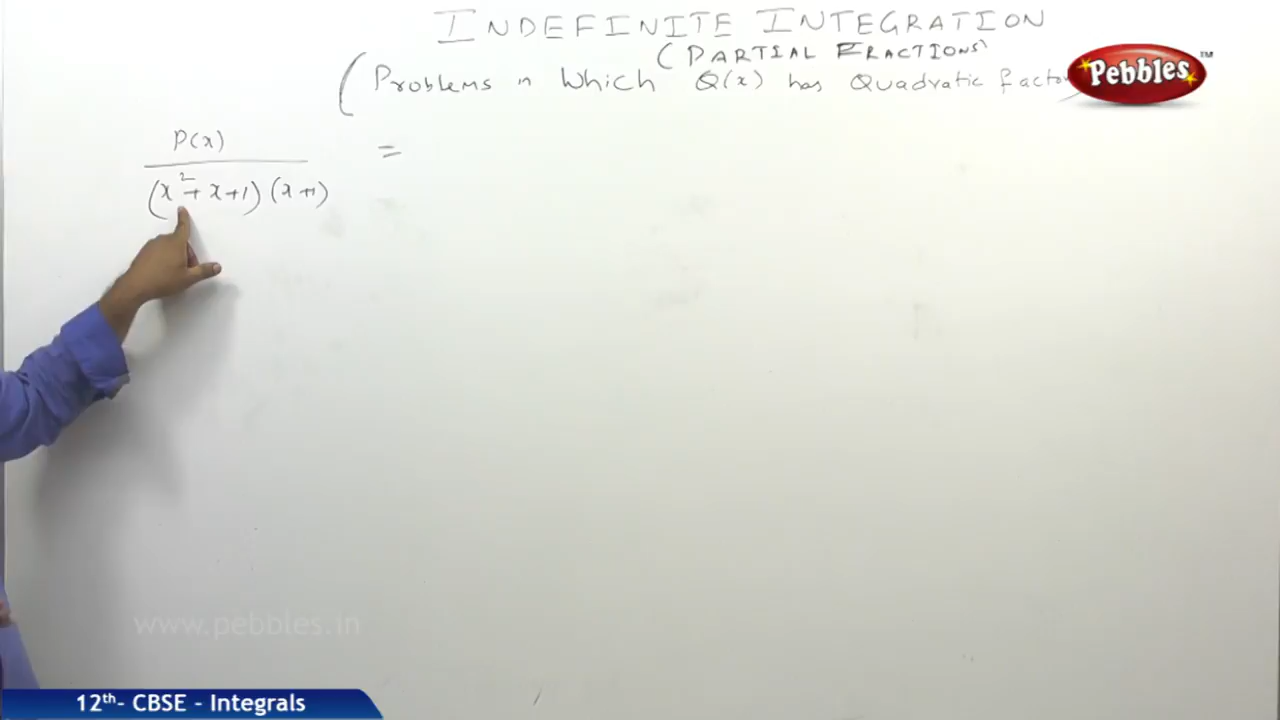 INDEFINITE INTEGRATION
(PARTIAL FRACTIONS)
(Problems in Which Q(x) has Quadratic factor)
Pebbles™
P(x) =
(x²+x+1)(x+1)
www.pebbles.in
12th- CBSE - Integrals